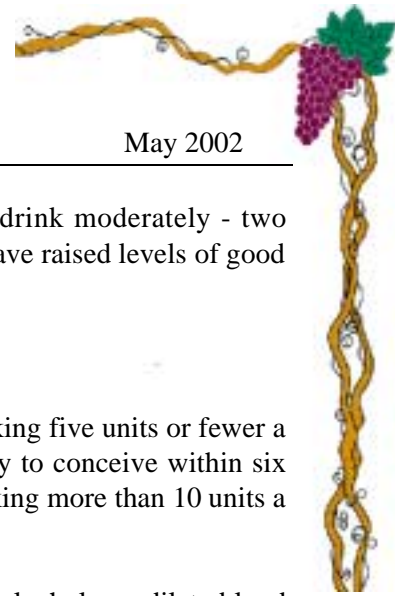 May 2002
drink moderately - two
ave raised levels of good
king five units or fewer a
y to conceive within six
king more than 10 units a